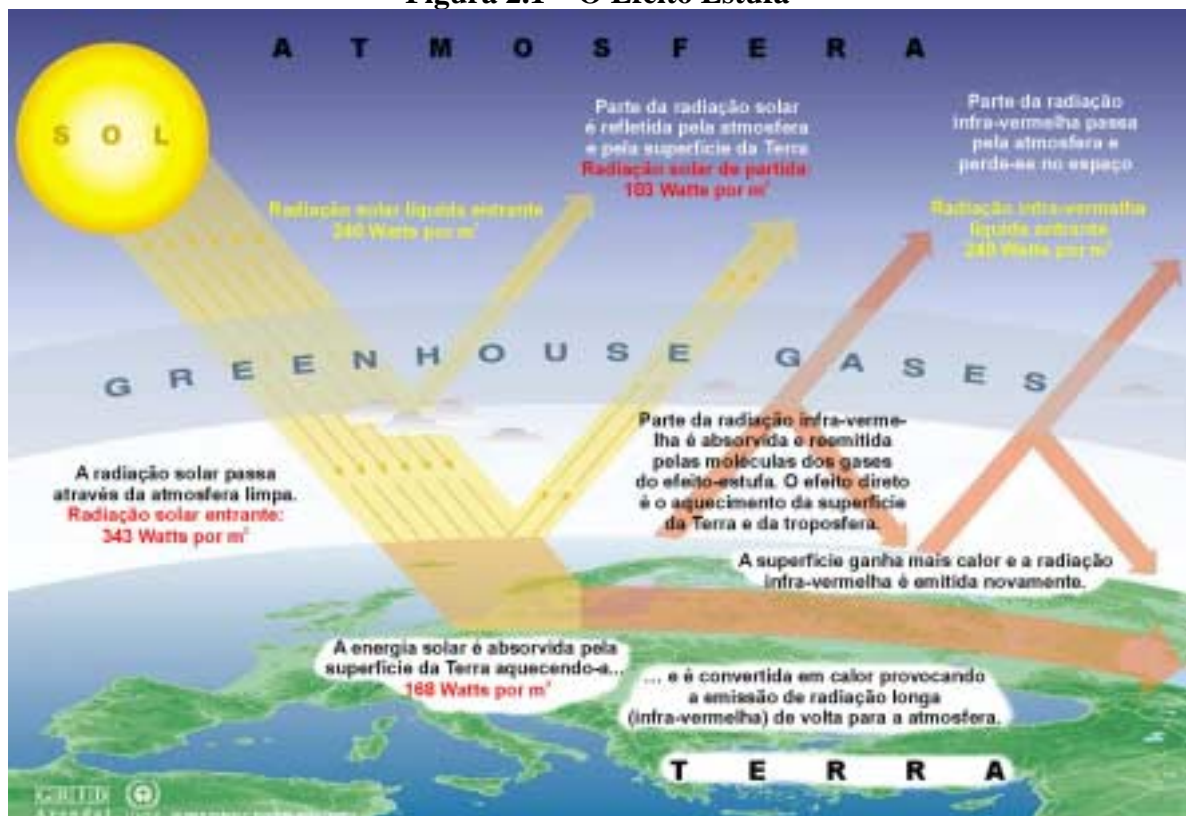 Figura 2.1 – O Efeito Estufa
A T M O S F E R A
S O L
Parte da radiação solar
é refletida pela atmosfera
e pela superfície da Terra
Radiação solar de partida:
103 Watts por m²
Parte da radiação
infra-vermelha passa
pela atmosfera e
perde-se no espaço
Radiação solar líquida entrante
240 Watts por m²
Radiação infra-vermelha
líquida
240 Watts por m²
G R E E N H O U S E G A S E S
Parte da radiação infra-verme-
lha é absorvida e reemitida
pelas moléculas dos gases
do efeito-estufa. O efeito direto
é o aquecimento da superfície
da Terra e da troposfera.
A radiação solar passa
através da atmosfera limpa.
Radiação solar entrante:
343 Watts por m²
A superfície ganha mais calor e a radiação
infra-vermelha é emitida novamente.
A energia solar é absorvida pela
superfície da Terra aquecendo-a...
168 Watts por m²
... e é convertida em calor provocando
a emissão de radiação longa
(infra-vermelha) de volta para a atmosfera.
T E R R A
GRID
Arendal